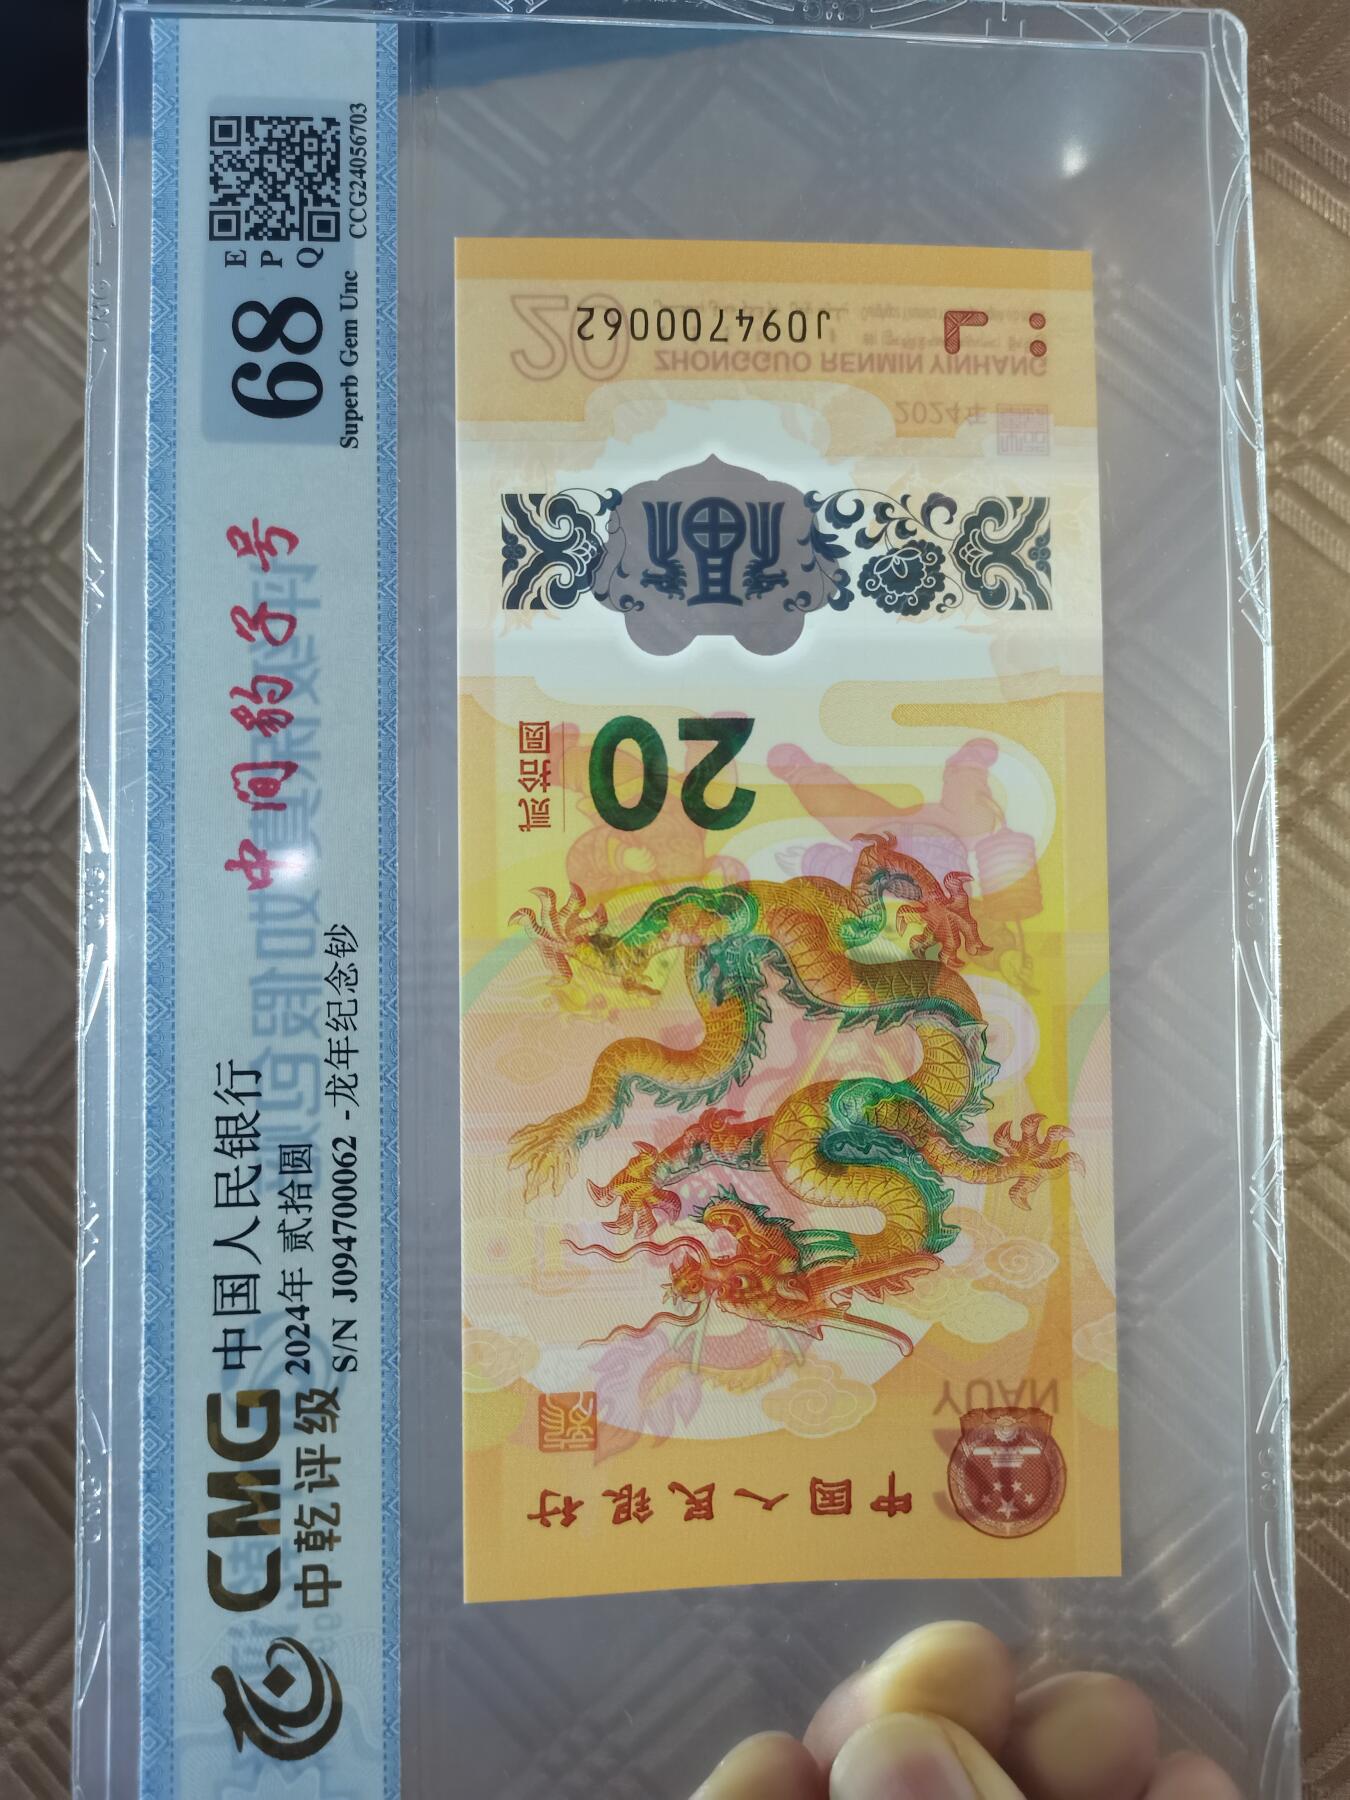 CMG
中乾评级
中国人民银行
2024年 贰拾圆
S/N J094700062 -龙年纪念钞
中间豹子号
68
EPQ
Superb Gem Unc
CCG24056703
中国人民银行
YUAN
20
贰拾圆
J094700062
20
ZHONGGUO RENMIN YINHANG
2024年